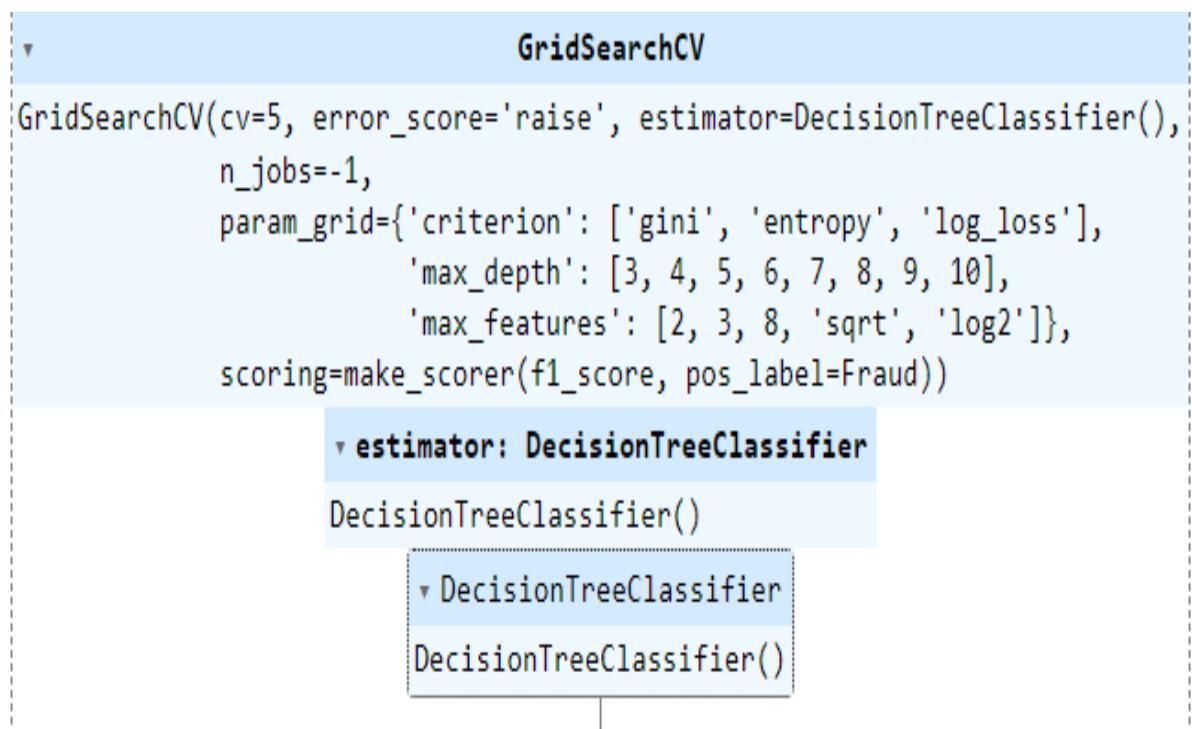 GridSearchCV
GridSearchCV(cv=5, error_score='raise', estimator=DecisionTreeClassifier(),
n_jobs=-1,
param_grid={'criterion': ['gini', 'entropy', 'log_loss'],
'max_depth': [3, 4, 5, 6, 7, 8, 9, 10],
'max_features': [2, 3, 8, 'sqrt', 'log2']},
scoring=make_scorer(f1_score, pos_label=Fraud))
estimator: DecisionTreeClassifier
DecisionTreeClassifier()
DecisionTreeClassifier
DecisionTreeClassifier()